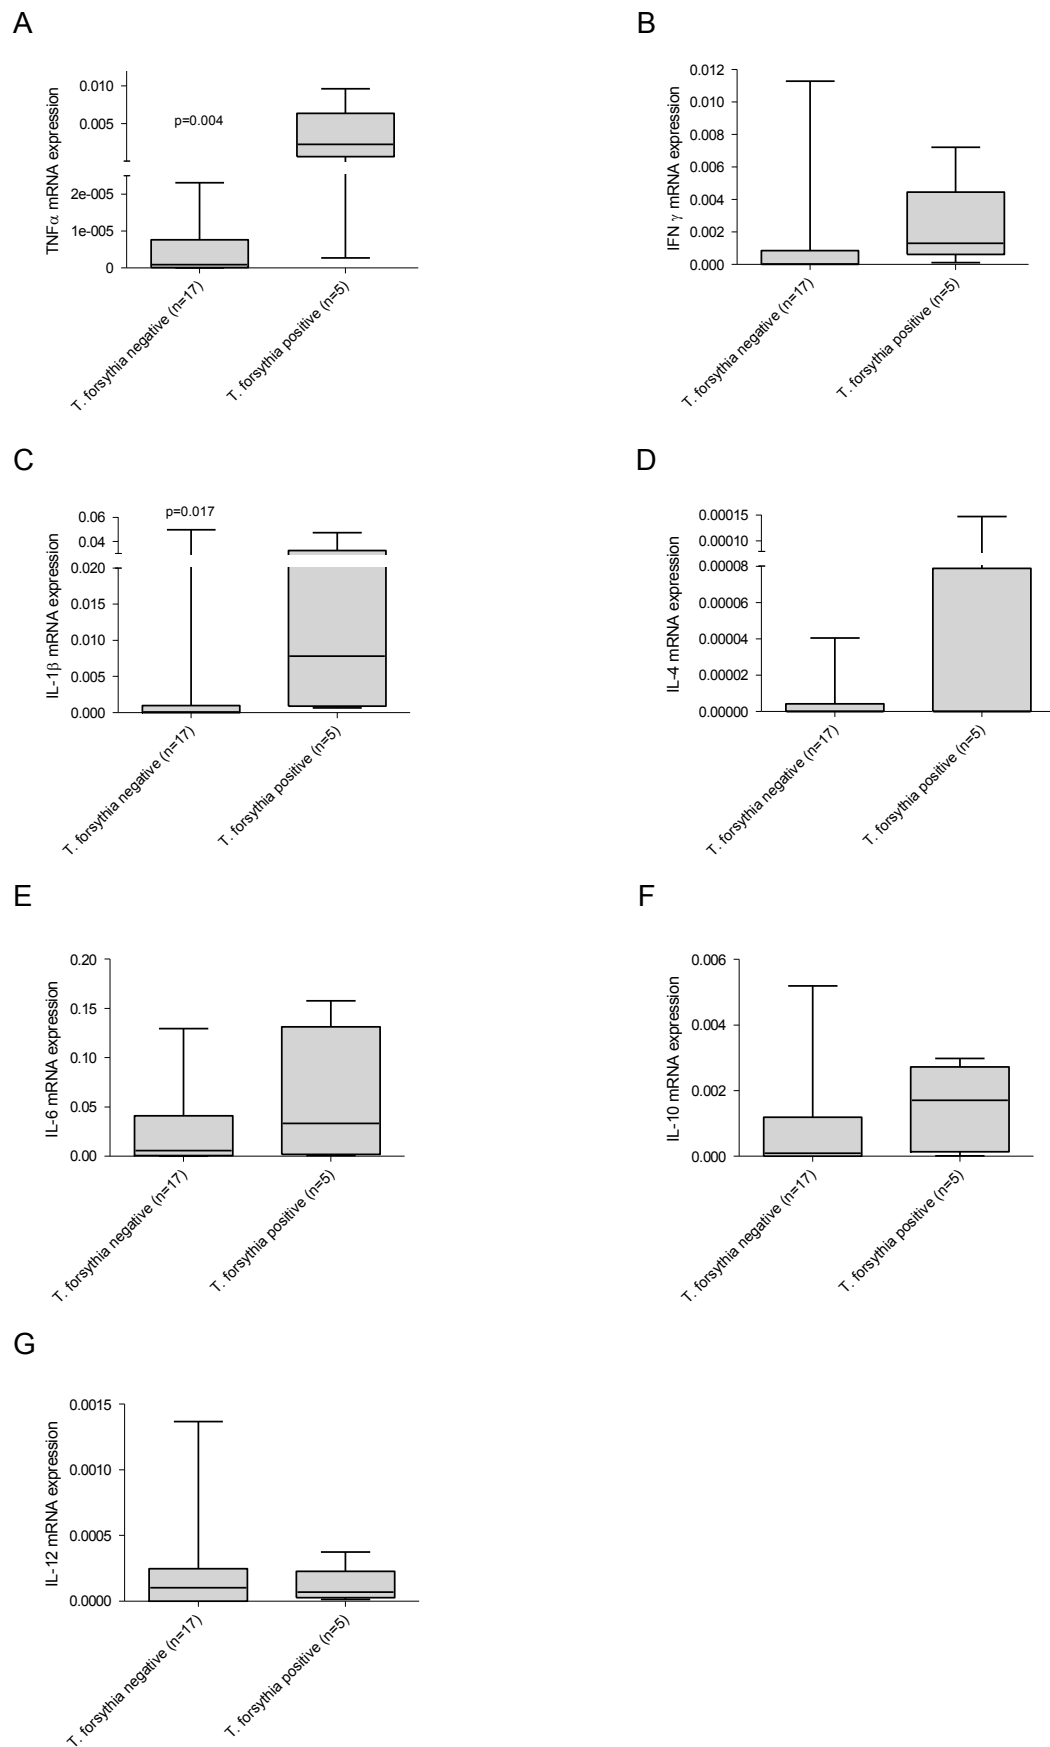 A
TNFα mRNA expression
0.010
0.005
2e-005
1e-005
0
p=0.004
T. forsythia negative (n=17)
T. forsythia positive (n=5)
B
IFN γ mRNA expression
0.012
0.010
0.008
0.006
0.004
0.002
0.000
T. forsythia negative (n=17)
T. forsythia positive (n=5)
C
IL-1β mRNA expression
0.06
0.04
0.020
0.015
0.010
0.005
0.000
p=0.017
T. forsythia negative (n=17)
T. forsythia positive (n=5)
D
IL-4 mRNA expression
0.00015
0.00010
0.00008
0.00006
0.00004
0.00002
0.00000
T. forsythia negative (n=17)
T. forsythia positive (n=5)
E
IL-6 mRNA expression
0.20
0.15
0.10
0.05
0.00
T. forsythia negative (n=17)
T. forsythia positive (n=5)
F
IL-10 mRNA expression
0.006
0.004
0.002
0.000
T. forsythia negative (n=17)
T. forsythia positive (n=5)
G
IL-12 mRNA expression
0.0015
0.0010
0.0005
0.0000
T. forsythia negative (n=17)
T. forsythia positive (n=5)